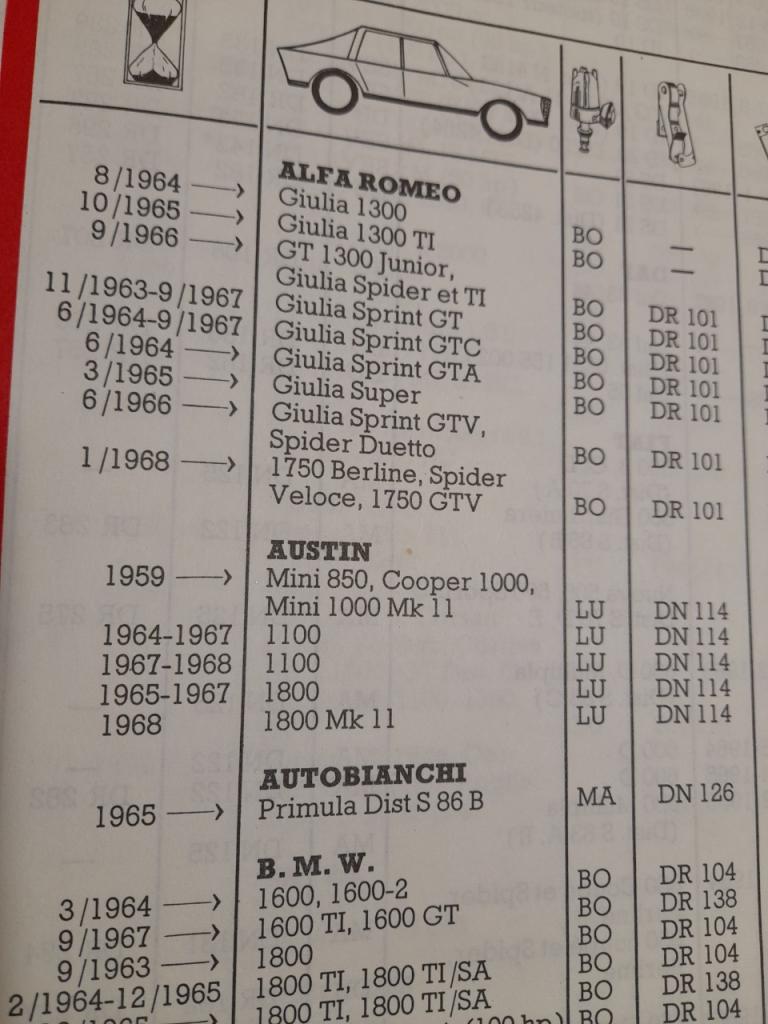 ALFA ROMEO
8/1964 → Giulia 1300 BO —
10/1965 → Giulia 1300 TI BO —
9/1966 → GT 1300 Junior,
Giulia Spider et TI BO DR 101
11/1963-9/1967 Giulia Sprint GT BO DR 101
6/1964-9/1967 Giulia Sprint GTC BO DR 101
6/1964 → Giulia Sprint GTA BO DR 101
3/1965 → Giulia Super BO DR 101
6/1966 → Giulia Sprint GTV,
Spider Duetto BO DR 101
1/1968 → 1750 Berline, Spider
Veloce, 1750 GTV BO DR 101
AUSTIN
1959 → Mini 850, Cooper 1000,
Mini 1000 Mk 11 LU DN 114
1964-1967 1100 LU DN 114
1967-1968 1100 LU DN 114
1965-1967 1800 LU DN 114
1968 1800 Mk 11 LU DN 114
AUTOBIANCHI
1965 → Primula Dist S 86 B MA DN 126
B. M. W.
3/1964 → 1600, 1600-2 BO DR 104
9/1967 → 1600 TI, 1600 GT BO DR 138
9/1963 → 1800 BO DR 104
2/1964-12/1965 1800 TI, 1800 TI/SA BO DR 104
1800 TI, 1800 TI/SA BO DR 138
(100 hp) BO DR 104